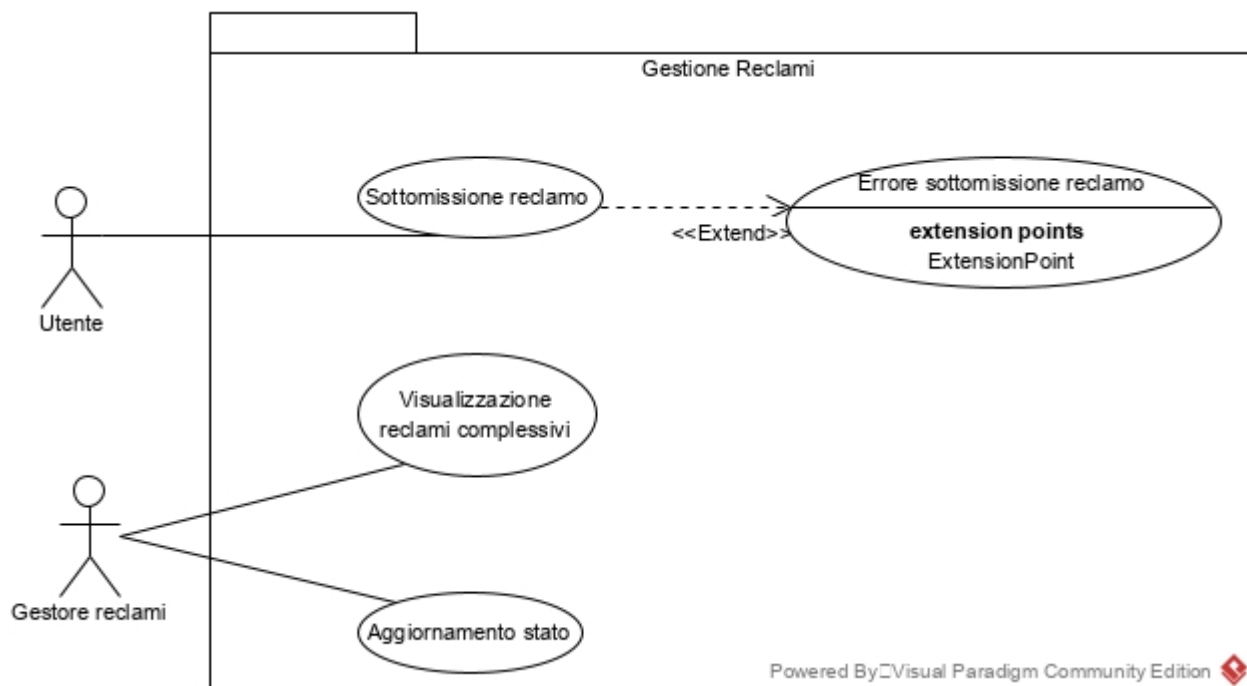 Gestione Reclami
Sottomissione reclamo
Errore sottomissione reclamo
<<Extend>>
extension points
ExtensionPoint
Utente
Visualizzazione
reclami complessivi
Gestore reclami
Aggiornamento stato
Powered By□Visual Paradigm Community Edition